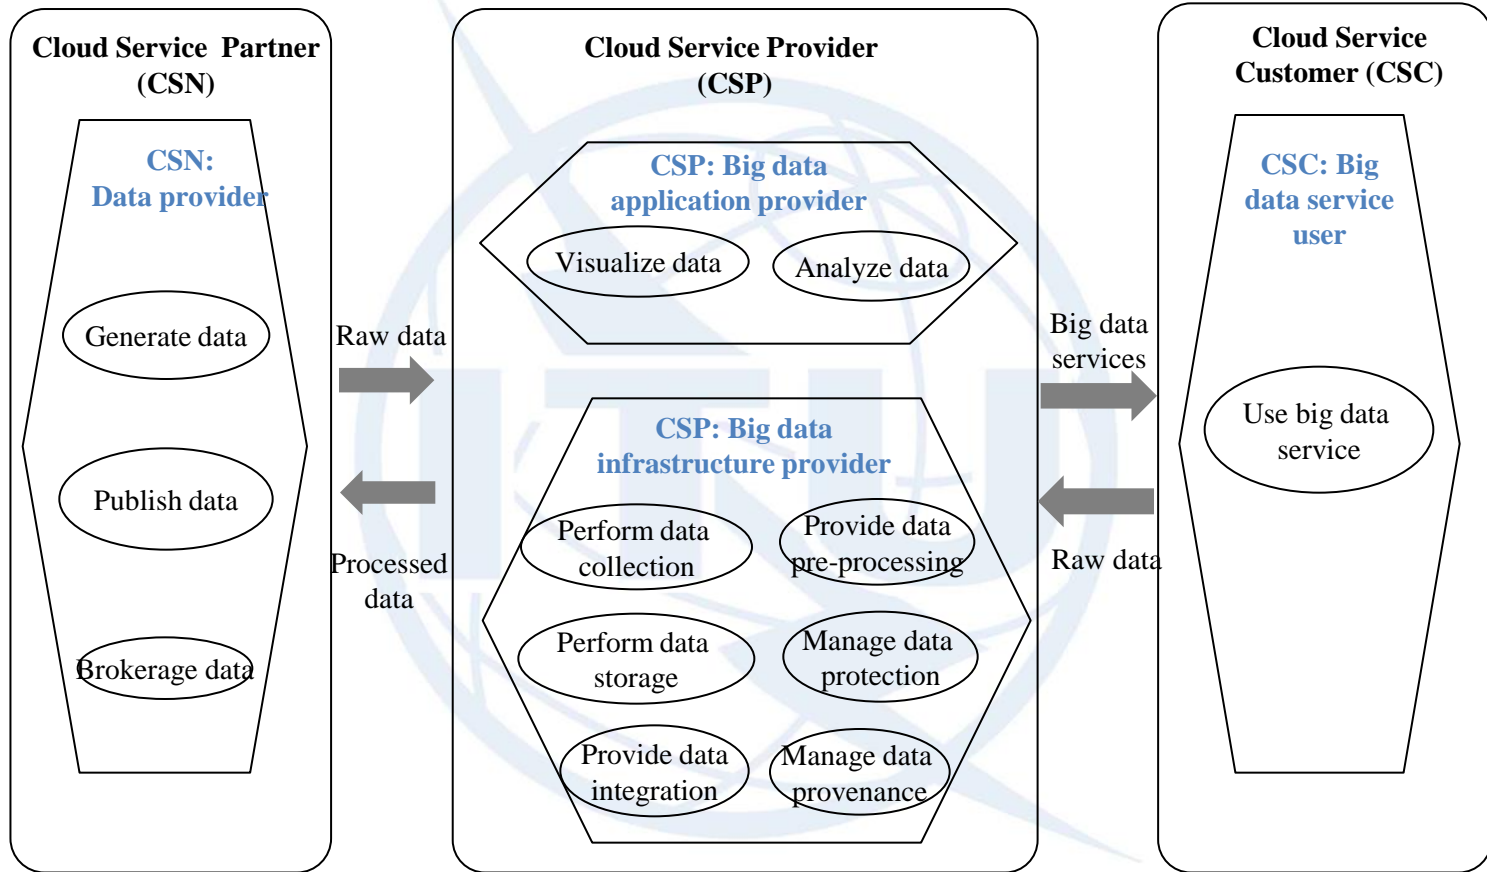 Cloud Service Partner
(CSN)
CSN:
Data provider
Generate data
Publish data
Brokerage data
Raw data
Processed
data
Cloud Service Provider
(CSP)
CSP: Big data
application provider
Visualize data
Analyze data
CSP: Big data
infrastructure provider
Perform data
collection
Provide data
pre-processing
Perform data
storage
Manage data
protection
Provide data
integration
Manage data
provenance
Big data
services
Raw data
Cloud Service
Customer (CSC)
CSC: Big
data service
user
Use big data
service
ITU